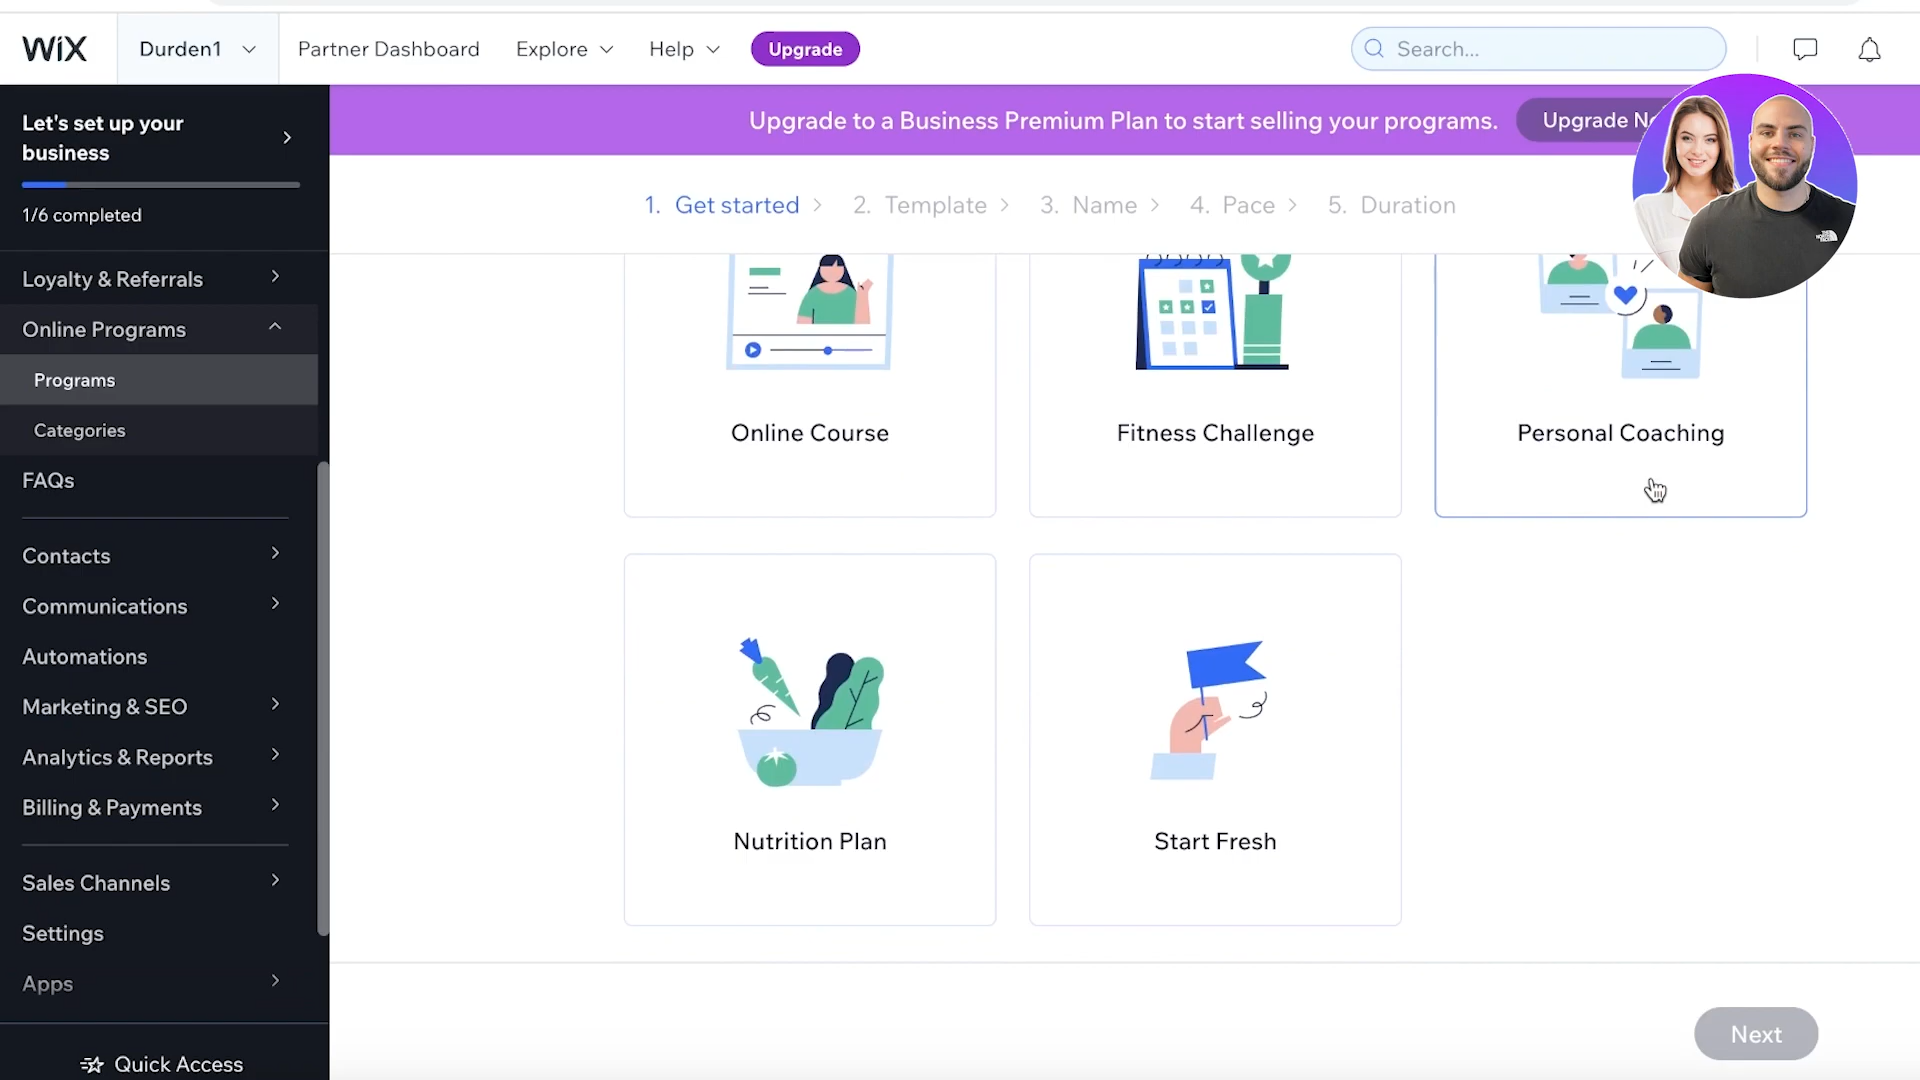 WiX
Durden1
Partner Dashboard
Explore
Help
Upgrade
Search...
Let's set up your
business
1/6 completed
Loyalty & Referrals
Online Programs
Programs
Categories
FAQs
Contacts
Communications
Automations
Marketing & SEO
Analytics & Reports
Billing & Payments
Sales Channels
Settings
Apps
Quick Access
Upgrade to a Business Premium Plan to start selling your programs.
Upgrade
1. Get started
2. Template
3. Name
4. Pace
5. Duration
Online Course
Fitness Challenge
Personal Coaching
Nutrition Plan
Start Fresh
Next